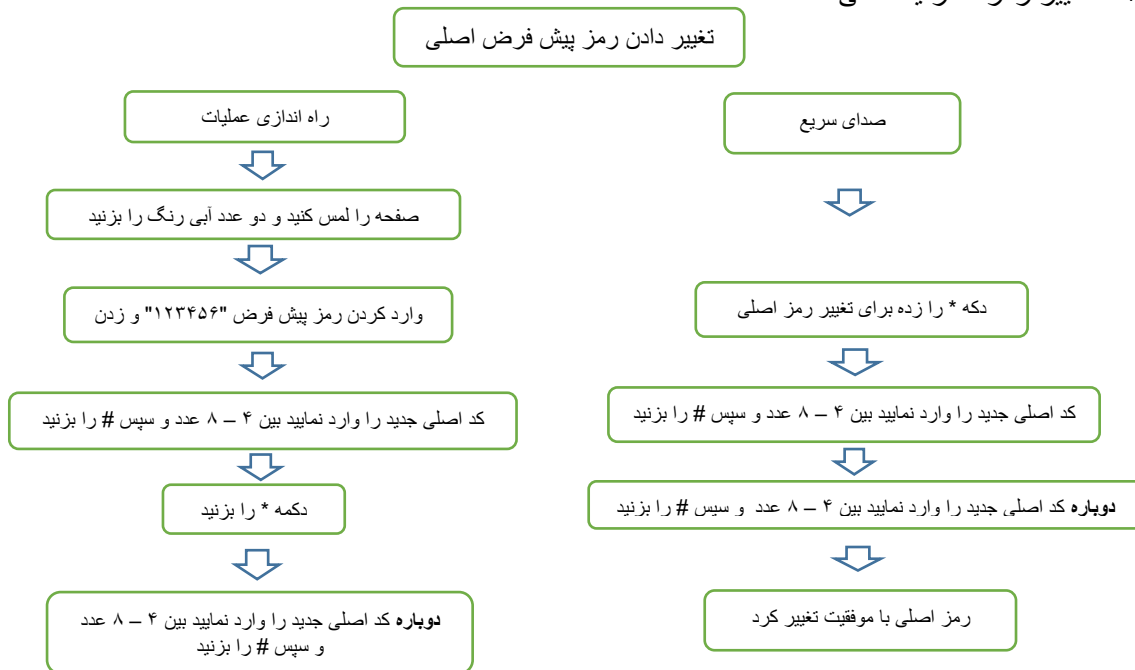 تغییر دادن رمز پیش فرض اصلی
صدای سریع
دکه * را زده برای تغییر رمز اصلی
کد اصلی جدید را وارد نمایید بین ۴ – ۸ عدد و سپس # را بزنید
دوباره کد اصلی جدید را وارد نمایید بین ۴ – ۸ عدد و سپس # را بزنید
رمز اصلی با موفقیت تغییر کرد
راه اندازی عملیات
صفحه را لمس کنید و دو عدد آبی رنگ را بزنید
وارد کردن رمز پیش فرض "۱۲۳۴۵۶" و زدن
کد اصلی جدید را وارد نمایید بین ۴ – ۸ عدد و سپس # را بزنید
دکمه * را بزنید
دوباره کد اصلی جدید را وارد نمایید بین ۴ – ۸ عدد
و سپس # را بزنید